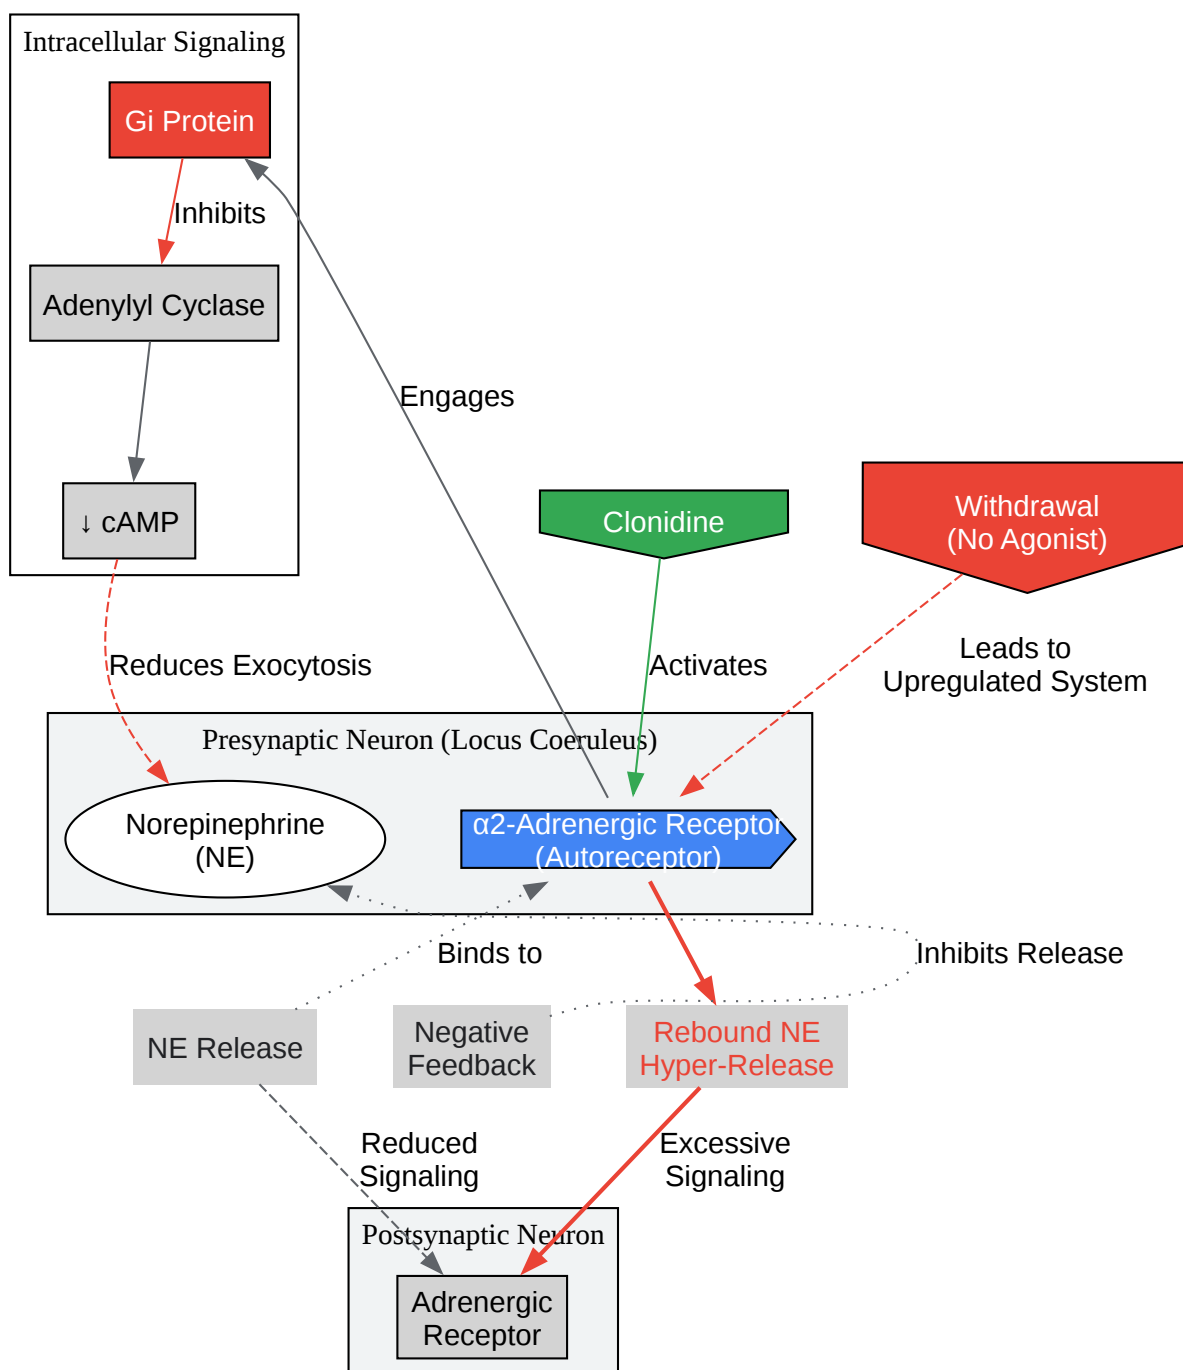 Intracellular Signaling
Gi Protein
Inhibits
Adenylyl Cyclase
Engages
↓ cAMP
Clonidine
Withdrawal
(No Agonist)
Reduces Exocytosis
Activates
Leads to
Upregulated System
Presynaptic Neuron (Locus Coeruleus)
Norepinephrine
(NE)
α2-Adrenergic Receptor
(Autoreceptor)
Binds to
Inhibits Release
NE Release
Negative
Feedback
Rebound NE
Hyper-Release
Reduced
Signaling
Excessive
Signaling
Postsynaptic Neuron
Adrenergic
Receptor